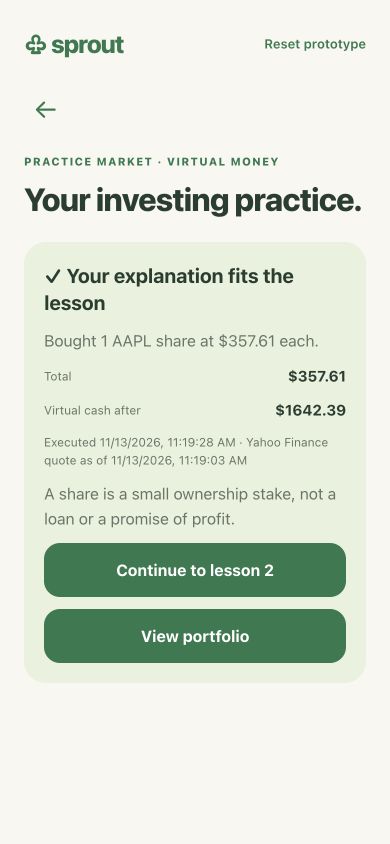 sprout
Reset prototype
PRACTICE MARKET · VIRTUAL MONEY
Your investing practice.
✓ Your explanation fits the
lesson
Bought 1 AAPL share at $357.61 each.
Total $357.61
Virtual cash after $1642.39
Executed 11/13/2026, 11:19:28 AM · Yahoo Finance
quote as of 11/13/2026, 11:19:03 AM
A share is a small ownership stake, not a
loan or a promise of profit.
Continue to lesson 2
View portfolio